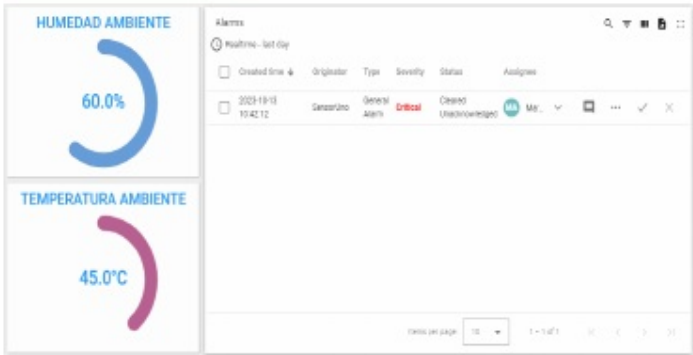 HUMEDAD AMBIENTE
60.0%
TEMPERATURA AMBIENTE
45.0°C
Alarms
Realtime - last day
Created time Originator Type Severity Status Assignee
2023-10-13 10:42:12
SensorUno
General Alarm
Critical
Cleared Unacknowledged
MA Mar...
Items per page: 10 1 – 1 of 1